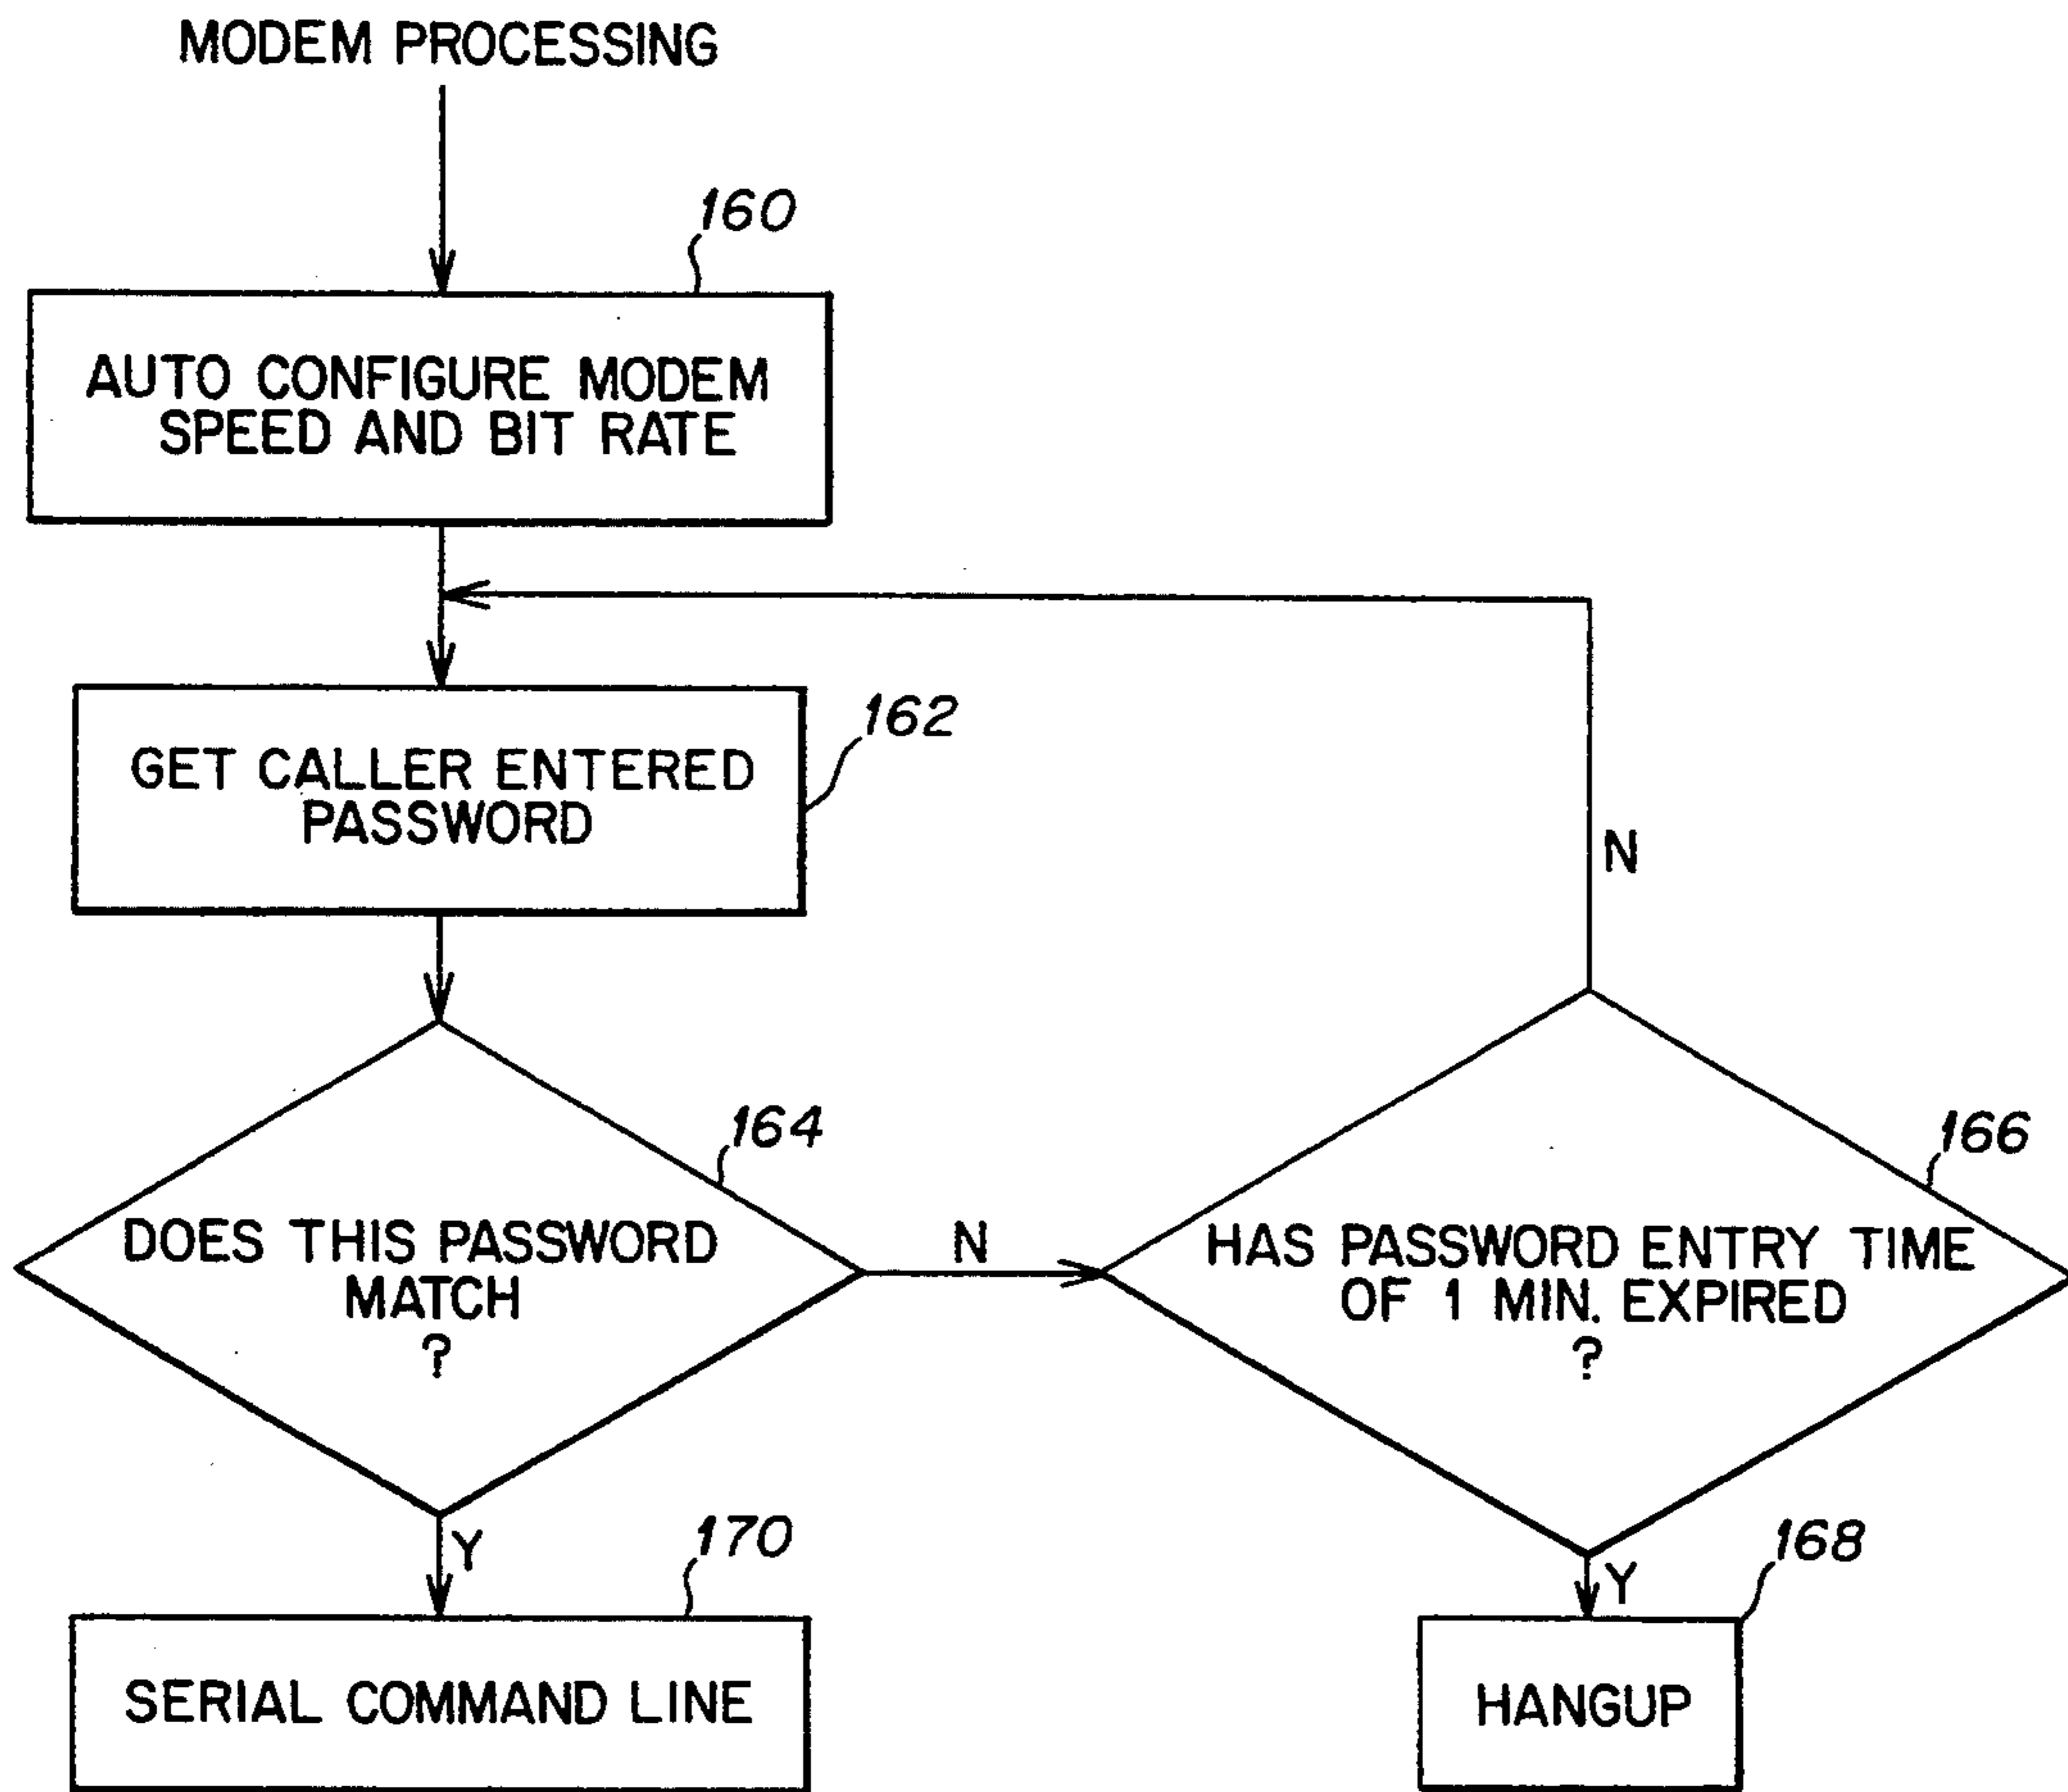 MODEM PROCESSING
160
AUTO CONFIGURE MODEM
SPEED AND BIT RATE
162
GET CALLER ENTERED
PASSWORD
N
164
DOES THIS PASSWORD
MATCH
?
N
166
HAS PASSWORD ENTRY TIME
OF 1 MIN. EXPIRED
?
Y
170
SERIAL COMMAND LINE
Y
168
HANGUP